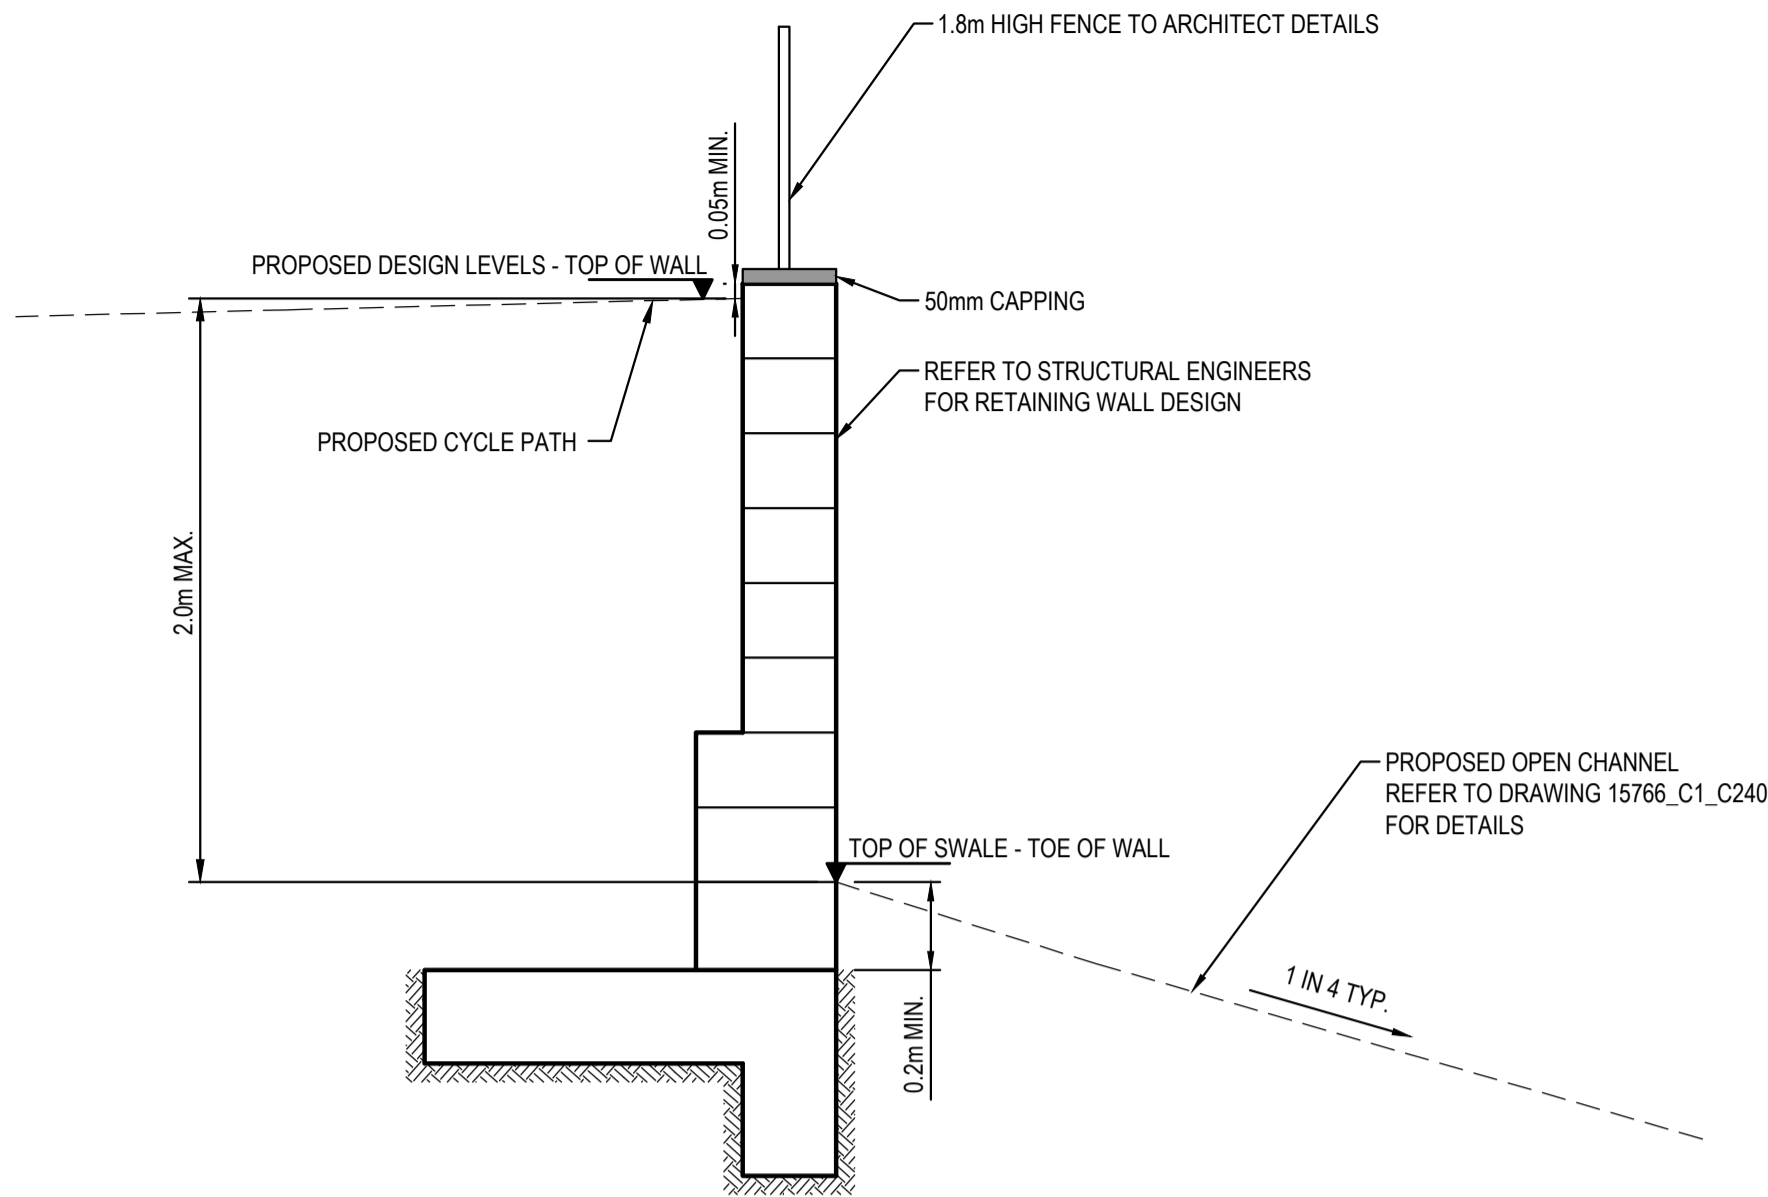 1.8m HIGH FENCE TO ARCHITECT DETAILS
0.05m MIN.
PROPOSED DESIGN LEVELS - TOP OF WALL
50mm CAPPING
REFER TO STRUCTURAL ENGINEERS
FOR RETAINING WALL DESIGN
PROPOSED CYCLE PATH
2.0m MAX.
PROPOSED OPEN CHANNEL
REFER TO DRAWING 15766_C1_C240
FOR DETAILS
TOP OF SWALE - TOE OF WALL
1 IN 4 TYP.
0.2m MIN.